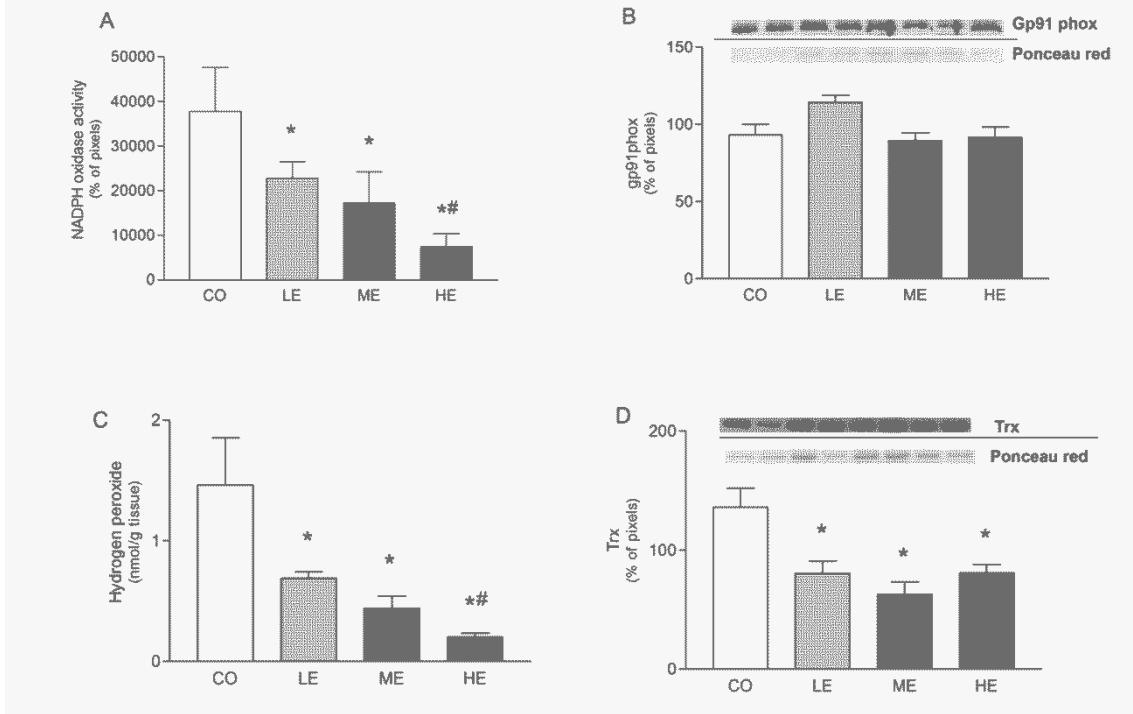 A
NADPH oxidase activity
(% of pixels)
50000
40000
30000
20000
10000
0
*
*
*#
CO LE ME HE
B
Gp91 phox
Ponceau red
gp91phox
(% of pixels)
150
100
50
0
CO LE ME HE
C
Hydrogen peroxide
(nmol/g tissue)
2
1
0
*
*
*#
CO LE ME HE
D
Trx
Ponceau red
Trx
(% of pixels)
200
100
0
*
*
*
CO LE ME HE